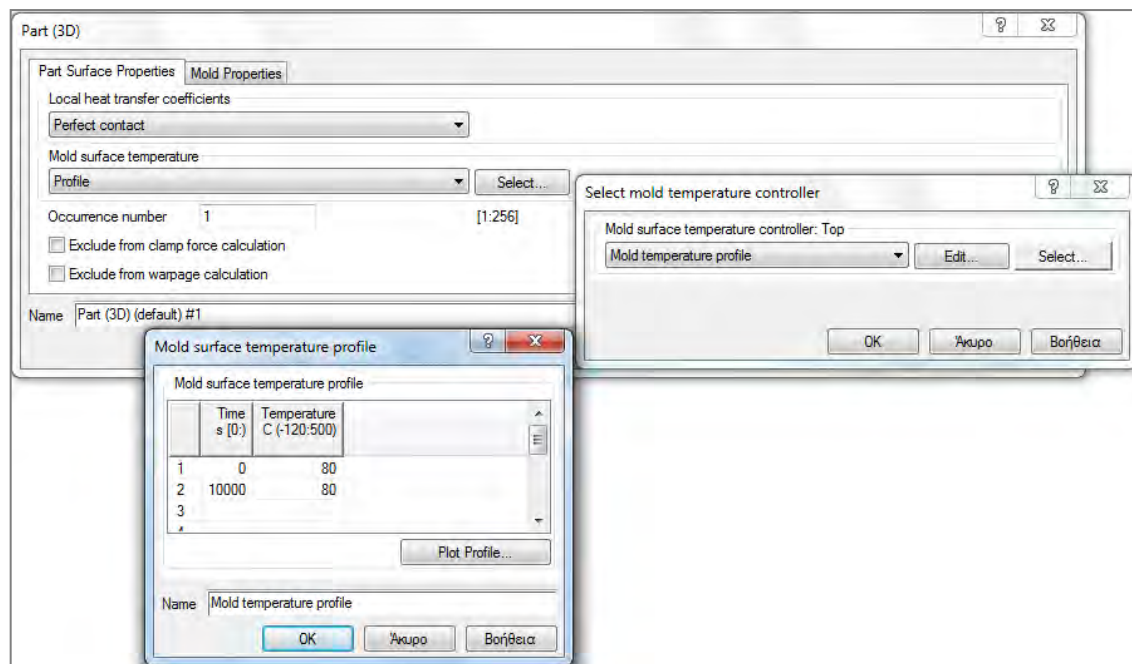 Part (3D)
Part Surface Properties Mold Properties
Local heat transfer coefficients
Perfect contact
Mold surface temperature
Profile Select...
Occurrence number 1 [1:256]
Exclude from clamp force calculation
Exclude from warpage calculation
Name Part (3D) (default) #1
Select mold temperature controller
Mold surface temperature controller: Top
Mold temperature profile Edit... Select...
OK Άκυρο Βοήθεια
Mold surface temperature profile
Mold surface temperature profile
Time Temperature
s [0:) C (-120:500)
1 0 80
2 10000 80
3
Plot Profile...
Name Mold temperature profile
OK Άκυρο Βοήθεια